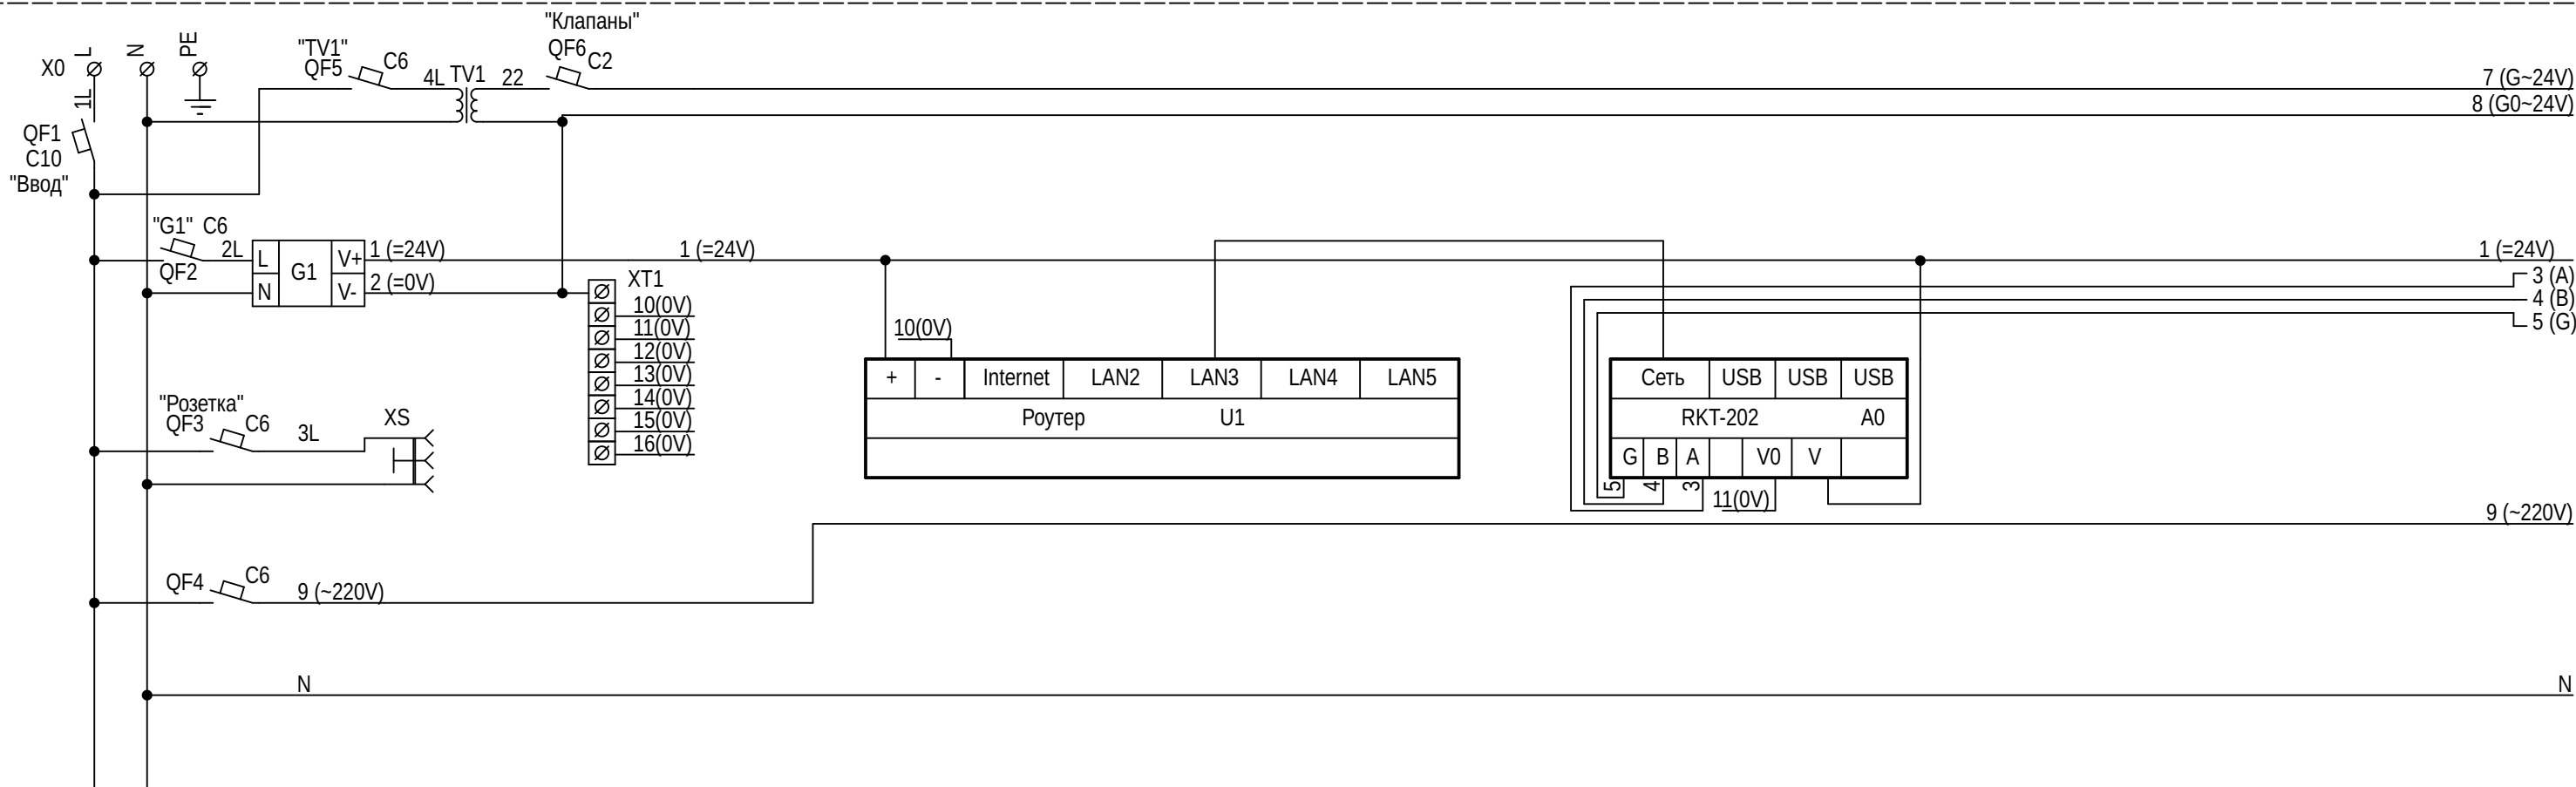 "Клапаны"
L
N
PE
X0
"TV1"
QF5
C6
4L
TV1
22
QF6
C2
7 (G~24V)
8 (G0~24V)
1L
QF1
C10
"Ввод"
"G1" C6
2L
QF2
L
N
G1
V+
V-
1 (=24V)
2 (=0V)
1 (=24V)
1 (=24V)
3 (A)
4 (B)
5 (G)
XT1
10(0V)
11(0V)
12(0V)
13(0V)
14(0V)
15(0V)
16(0V)
10(0V)
+ - Internet LAN2 LAN3 LAN4 LAN5
Роутер U1
Сеть USB USB USB
RKT-202 A0
G B A V0 V
5
4
3
11(0V)
"Розетка"
QF3
C6
3L
XS
9 (~220V)
QF4
C6
9 (~220V)
N
N